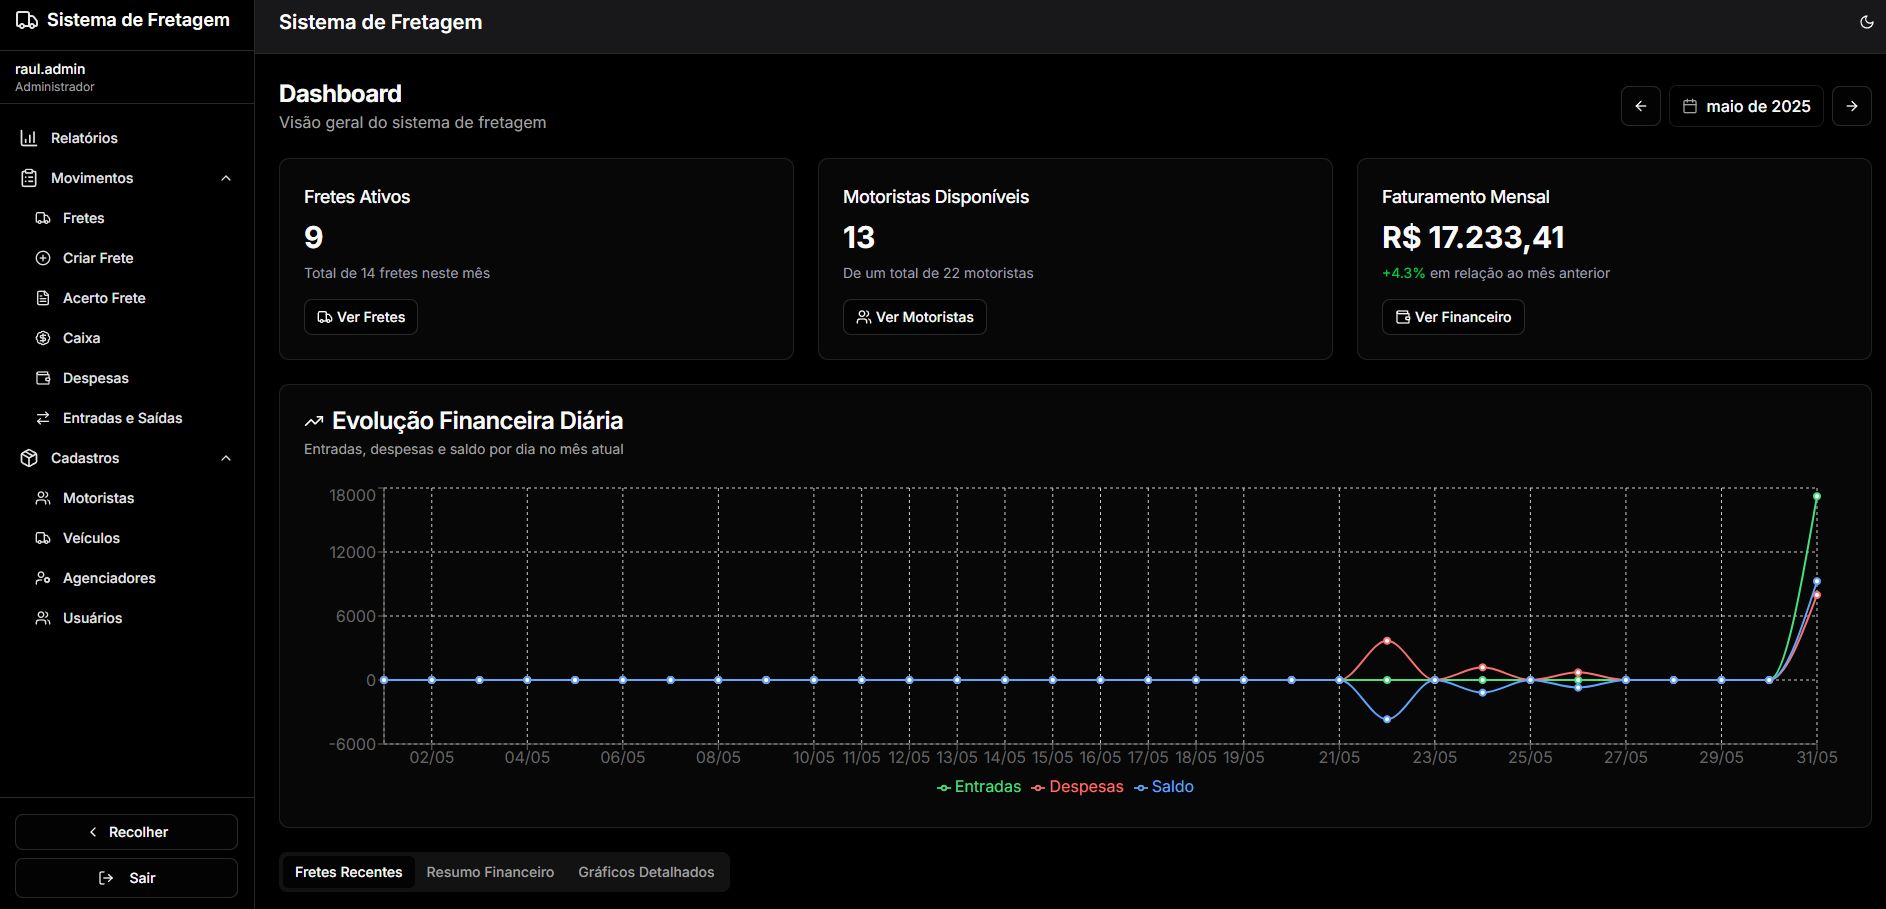 Sistema de Fretagem
raul.admin
Administrador
Relatórios
Movimentos
Fretes
Criar Frete
Acerto Frete
Caixa
Despesas
Entradas e Saídas
Cadastros
Motoristas
Veículos
Agenciadores
Usuários
Recolher
Sair
Sistema de Fretagem
Dashboard
Visão geral do sistema de fretagem
maio de 2025
Fretes Ativos
9
Total de 14 fretes neste mês
Ver Fretes
Motoristas Disponíveis
13
De um total de 22 motoristas
Ver Motoristas
Faturamento Mensal
R$ 17.233,41
+4.3% em relação ao mês anterior
Ver Financeiro
Evolução Financeira Diária
Entradas, despesas e saldo por dia no mês atual
18000
12000
6000
0
-6000
02/05 04/05 06/05 08/05 10/05 11/05 12/05 13/05 14/05 15/05 16/05 17/05 18/05 19/05 21/05 23/05 25/05 27/05 29/05 31/05
Entradas Despesas Saldo
Fretes Recentes Resumo Financeiro Gráficos Detalhados